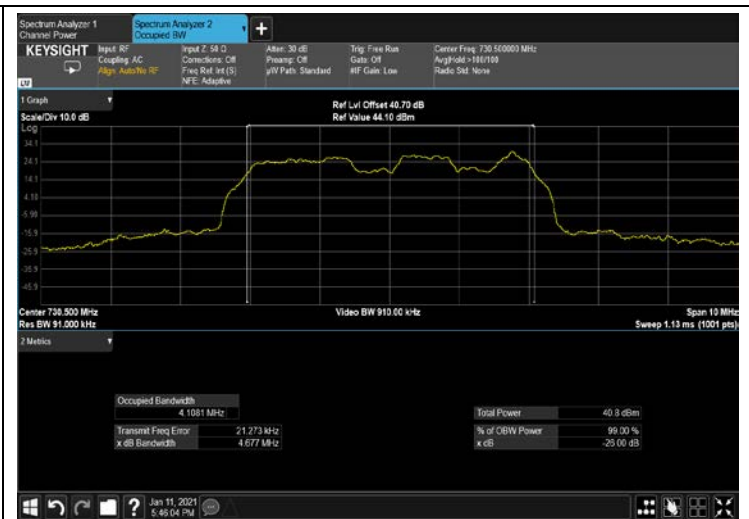 Spectrum Analyzer 1
Channel Power
Spectrum Analyzer 2
Occupied BW
+
KEYSIGHT
Input: RF
Coupling: AC
Align: Auto/No RF
Input Z: 50 Ω
Corrections: Off
Freq Ref: Int (S)
NFE: Adaptive
Atten: 30 dB
Preamp: Off
µW Path: Standard
Trig: Free Run
Gate: Off
#IF Gain: Low
Center Freq: 730.500000 MHz
Avg|Hold:>100/100
Radio Std: None
1 Graph
Scale/Div 10.0 dB
Ref Lvl Offset 40.70 dB
Ref Value 44.10 dBm
Log
34.1
24.1
14.1
4.10
-5.90
-15.9
-25.9
-35.9
-45.9
Center 730.500 MHz
Res BW 91.000 kHz
Video BW 910.00 kHz
Span 10 MHz
Sweep 1.13 ms (1001 pts)
2 Metrics
Occupied Bandwidth
4.1081 MHz
Transmit Freq Error 21.273 kHz
x dB Bandwidth 4.677 MHz
Total Power 40.8 dBm
% of OBW Power 99.00 %
x dB -26.00 dB
?
Jan 11, 2021
5:46:04 PM